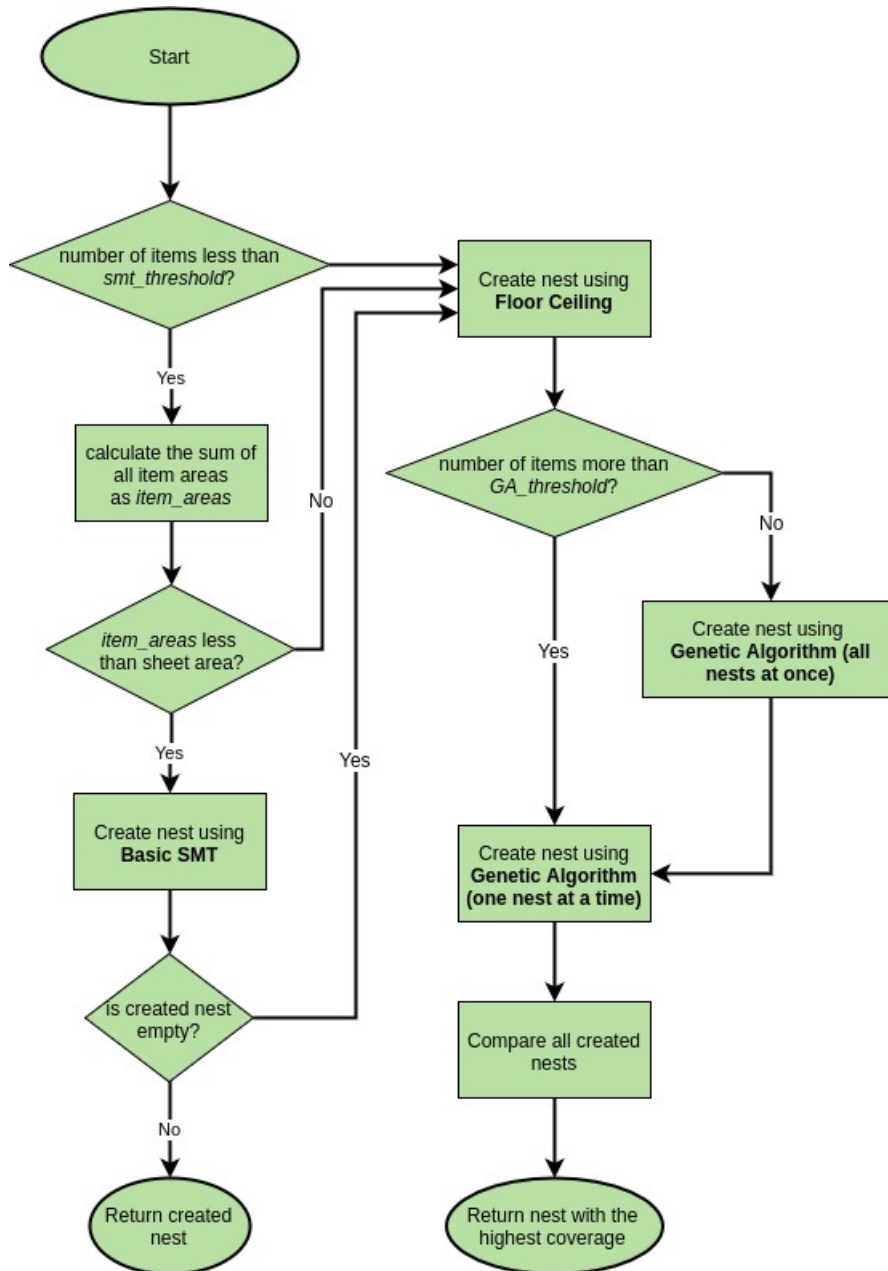 Start
number of items less than
smt_threshold?
Yes
calculate the sum of
all item areas
as item_areas
No
item_areas less
than sheet area?
Yes
Create nest using
Basic SMT
Yes
is created nest
empty?
No
Return created
nest
Create nest using
Floor Ceiling
number of items more than
GA_threshold?
No
Yes
Create nest using
Genetic Algorithm (all
nests at once)
Create nest using
Genetic Algorithm
(one nest at a time)
Compare all created
nests
Return nest with the
highest coverage